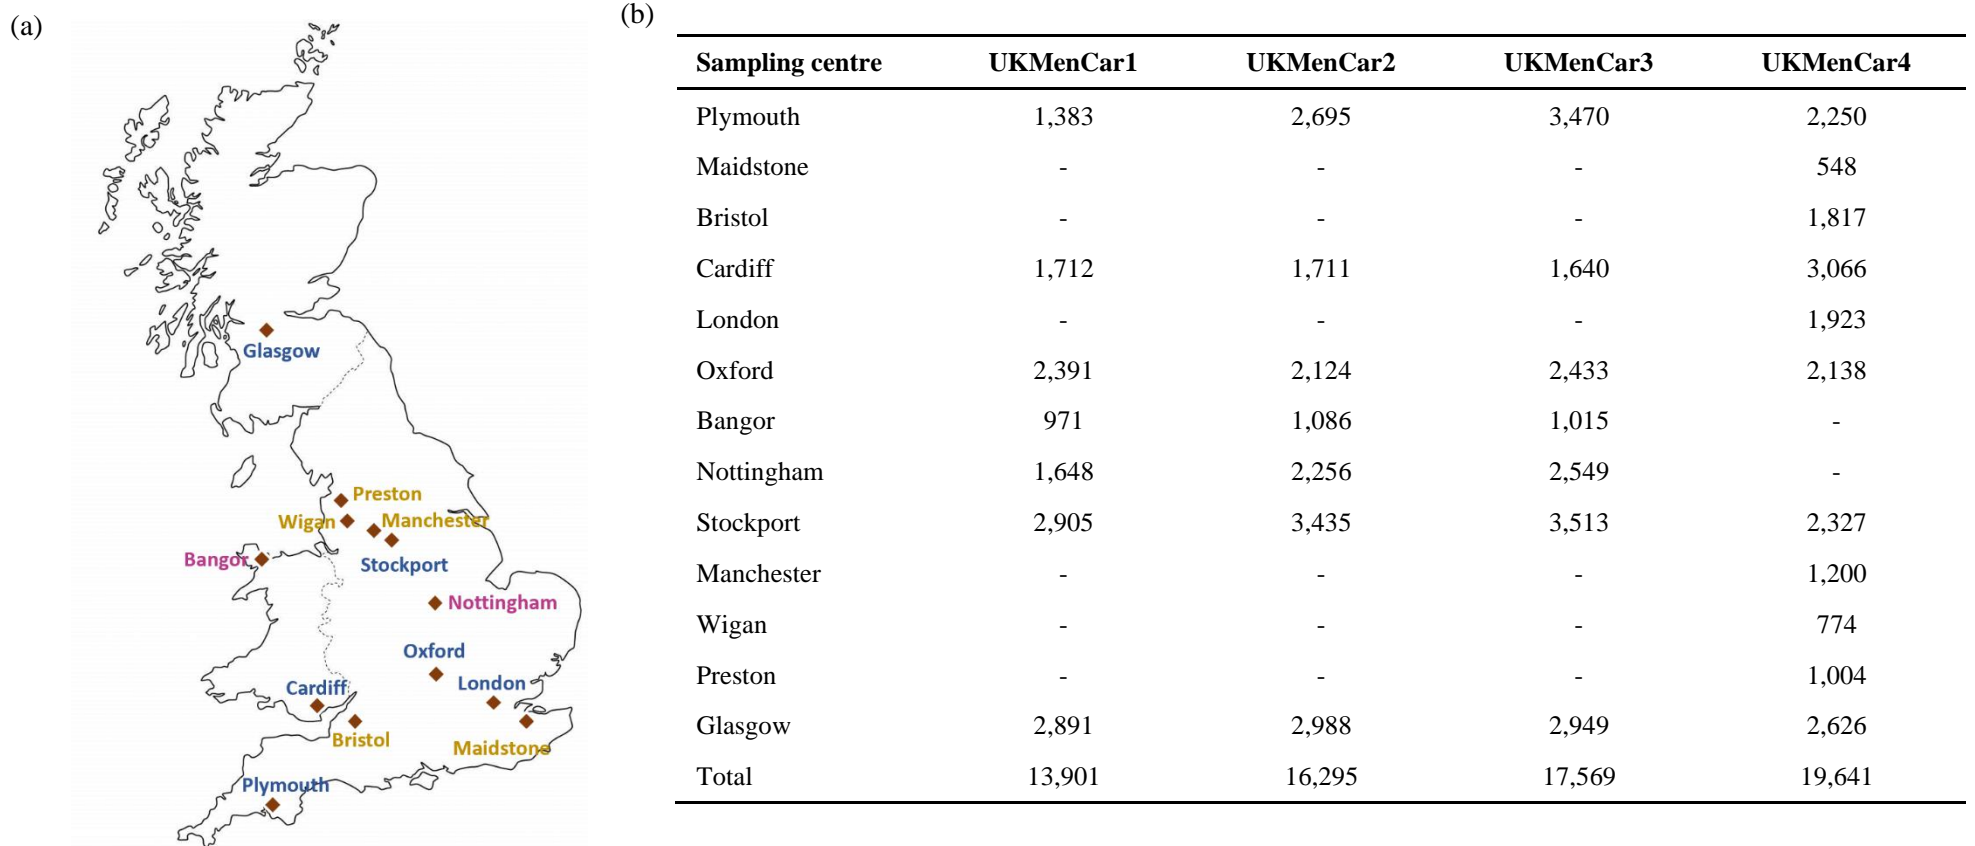 (a)
Glasgow
Preston
Wigan
Manchester
Bangor
Stockport
Nottingham
Oxford
Cardiff
London
Bristol
Maidstone
Plymouth
(b)
Sampling centre UKMenCar1 UKMenCar2 UKMenCar3 UKMenCar4
Plymouth 1,383 2,695 3,470 2,250
Maidstone - - - 548
Bristol - - - 1,817
Cardiff 1,712 1,711 1,640 3,066
London - - - 1,923
Oxford 2,391 2,124 2,433 2,138
Bangor 971 1,086 1,015 -
Nottingham 1,648 2,256 2,549 -
Stockport 2,905 3,435 3,513 2,327
Manchester - - - 1,200
Wigan - - - 774
Preston - - - 1,004
Glasgow 2,891 2,988 2,949 2,626
Total 13,901 16,295 17,569 19,641